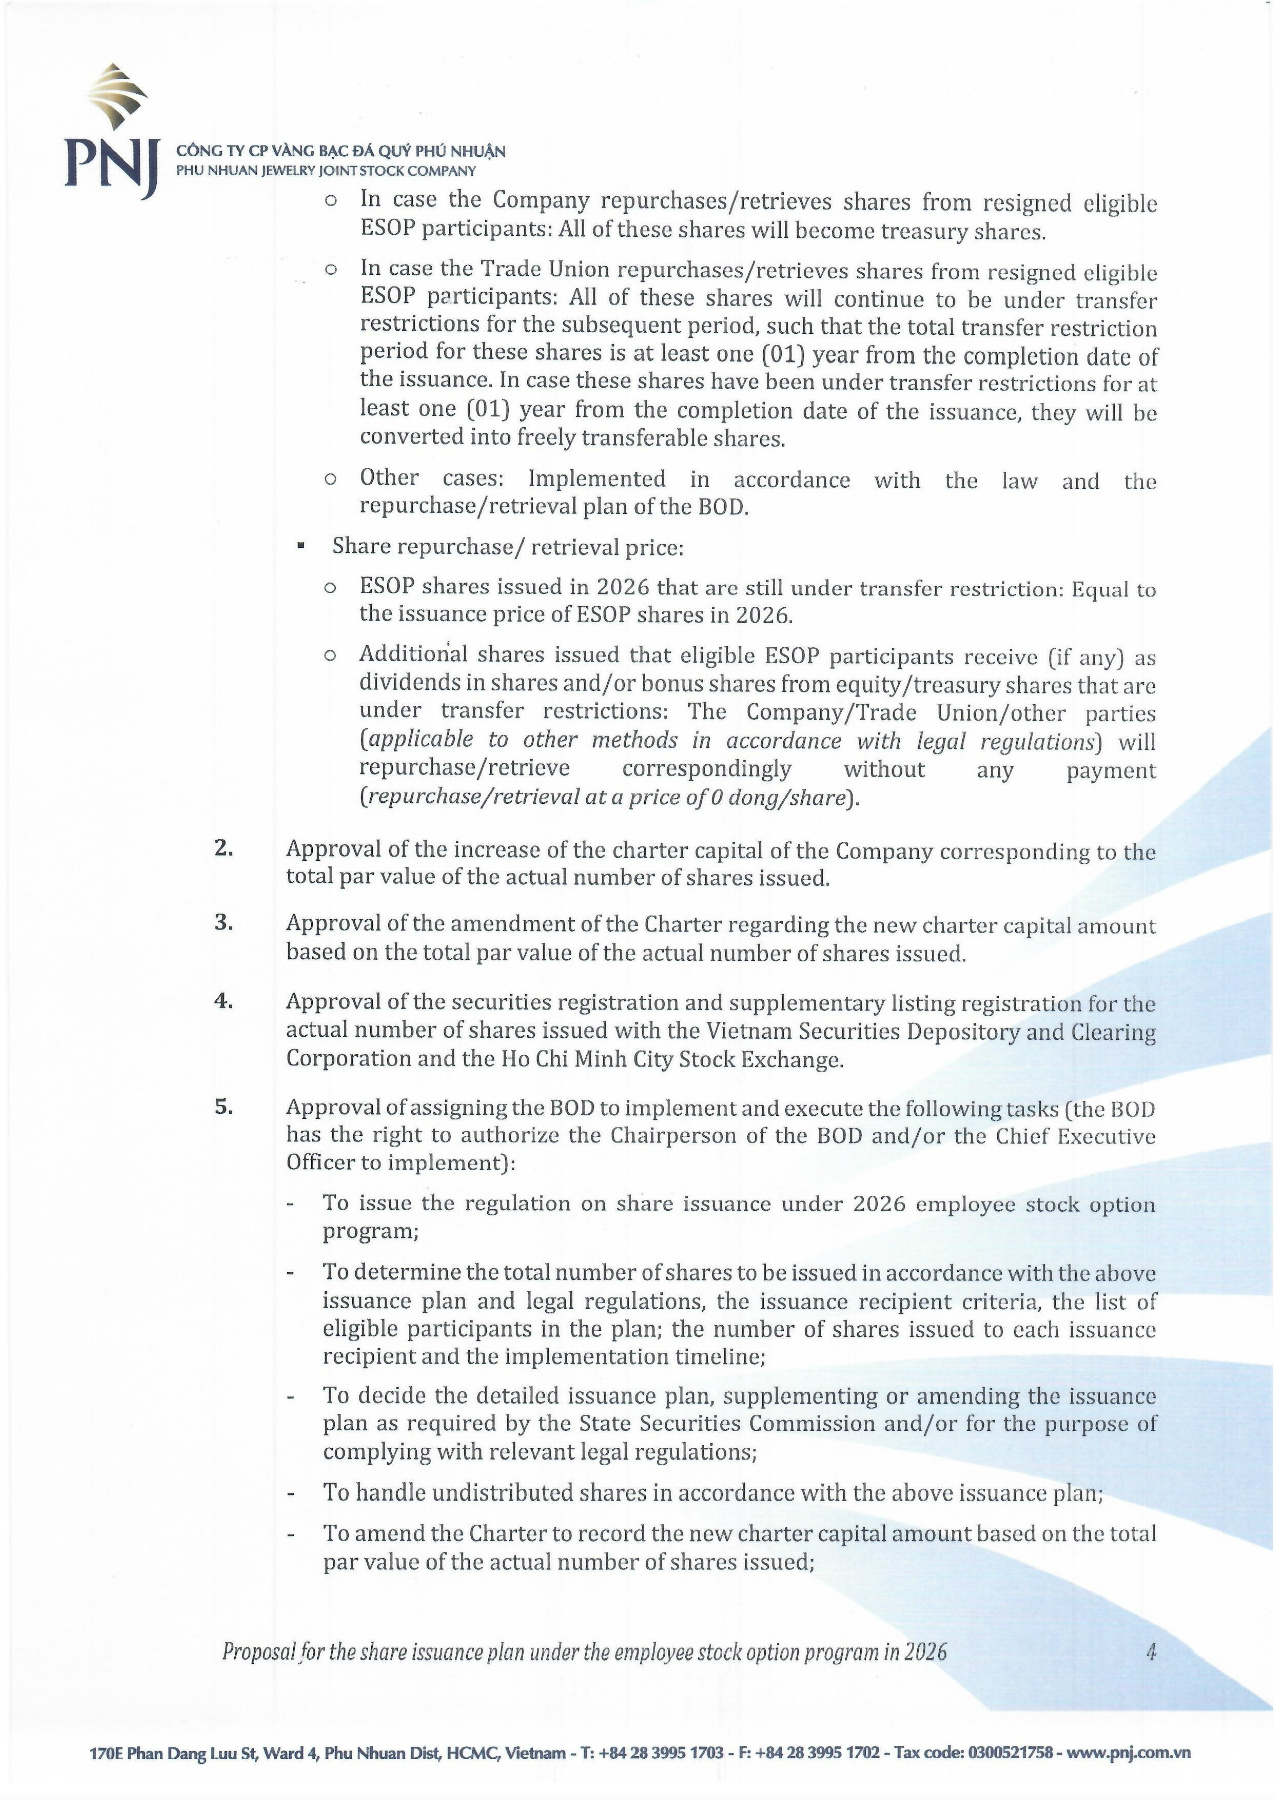 PNJ
CÔNG TY CP VÀNG BẠC ĐÁ QUÝ PHÚ NHUẬN
PHU NHUAN JEWELRY JOINT STOCK COMPANY
o In case the Company repurchases/retrieves shares from resigned eligible
ESOP participants: All of these shares will become treasury shares.
o In case the Trade Union repurchases/retrieves shares from resigned eligible
ESOP participants: All of these shares will continue to be under transfer
restrictions for the subsequent period, such that the total transfer restriction
period for these shares is at least one (01) year from the completion date of
the issuance. In case these shares have been under transfer restrictions for at
least one (01) year from the completion date of the issuance, they will be
converted into freely transferable shares.
o Other cases: Implemented in accordance with the law and the
repurchase/retrieval plan of the BOD.
▪ Share repurchase/ retrieval price:
o ESOP shares issued in 2026 that are still under transfer restriction: Equal to
the issuance price of ESOP shares in 2026.
o Additional shares issued that eligible ESOP participants receive (if any) as
dividends in shares and/or bonus shares from equity/treasury shares that are
under transfer restrictions: The Company/Trade Union/other parties
(applicable to other methods in accordance with legal regulations) will
repurchase/retrieve correspondingly without any payment
(repurchase/retrieval at a price of 0 dong/share).
2. Approval of the increase of the charter capital of the Company corresponding to the
total par value of the actual number of shares issued.
3. Approval of the amendment of the Charter regarding the new charter capital amount
based on the total par value of the actual number of shares issued.
4. Approval of the securities registration and supplementary listing registration for the
actual number of shares issued with the Vietnam Securities Depository and Clearing
Corporation and the Ho Chi Minh City Stock Exchange.
5. Approval of assigning the BOD to implement and execute the following tasks (the BOD
has the right to authorize the Chairperson of the BOD and/or the Chief Executive
Officer to implement):
- To issue the regulation on share issuance under 2026 employee stock option
program;
- To determine the total number of shares to be issued in accordance with the above
issuance plan and legal regulations, the issuance recipient criteria, the list of
eligible participants in the plan; the number of shares issued to each issuance
recipient and the implementation timeline;
- To decide the detailed issuance plan, supplementing or amending the issuance
plan as required by the State Securities Commission and/or for the purpose of
complying with relevant legal regulations;
- To handle undistributed shares in accordance with the above issuance plan;
- To amend the Charter to record the new charter capital amount based on the total
par value of the actual number of shares issued;
Proposal for the share issuance plan under the employee stock option program in 2026 4
170E Phan Dang Luu St, Ward 4, Phu Nhuan Dist, HCMC, Vietnam - T: +84 28 3995 1703 - F: +84 28 3995 1702 - Tax code: 0300521758 - www.pnj.com.vn